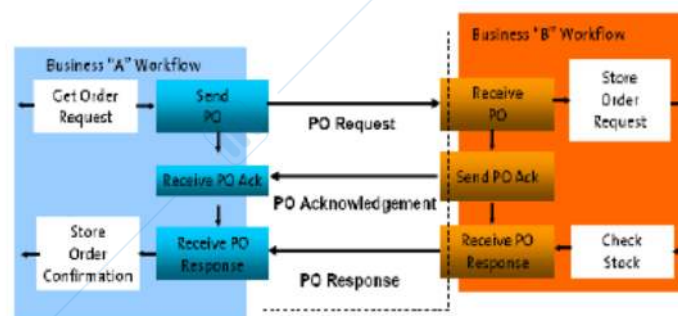 Business "A" Workflow
Business "B" Workflow
Get Order
Request
Send
PO
PO Request
Receive
PO
Store
Order
Request
Receive PO Ack
PO Acknowledgement
Send PO Ack
Store
Order
Confirmation
Receive PO
Response
PO Response
Receive PO
Response
Check
Stock